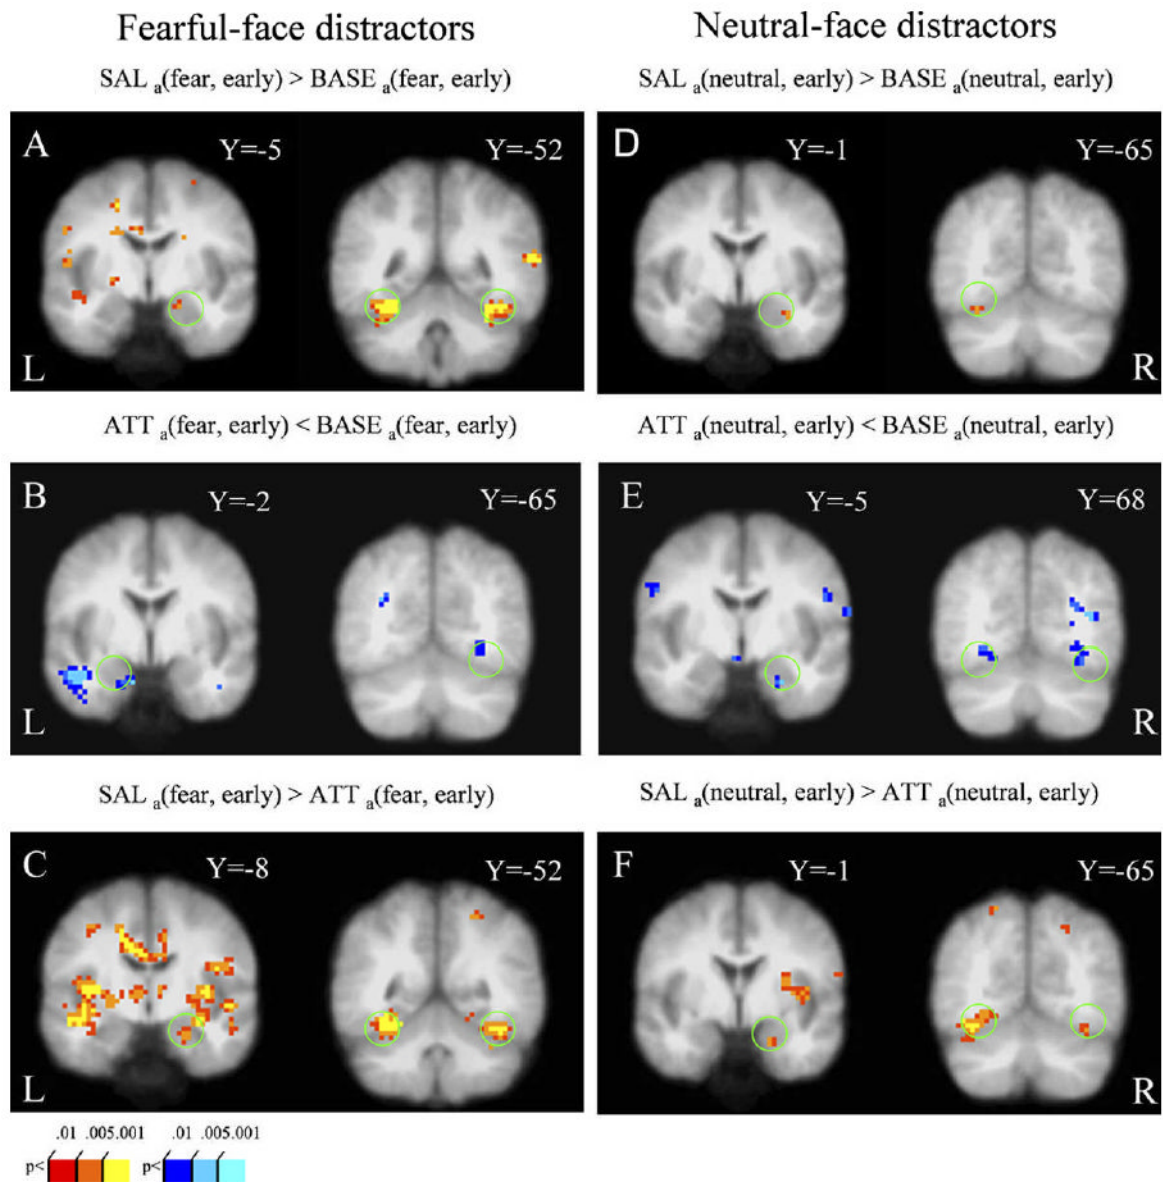 Fearful-face distractors
Neutral-face distractors
SAL a(fear, early) > BASE a(fear, early)
SAL a(neutral, early) > BASE a(neutral, early)
A Y=-5 Y=-52
L
D Y=-1 Y=-65
R
ATT a(fear, early) < BASE a(fear, early)
ATT a(neutral, early) < BASE a(neutral, early)
B Y=-2 Y=-65
L
E Y=-5 Y=68
R
SAL a(fear, early) > ATT a(fear, early)
SAL a(neutral, early) > ATT a(neutral, early)
C Y=-8 Y=-52
L
F Y=-1 Y=-65
R
.01 .005.001 .01 .005.001
p< p<